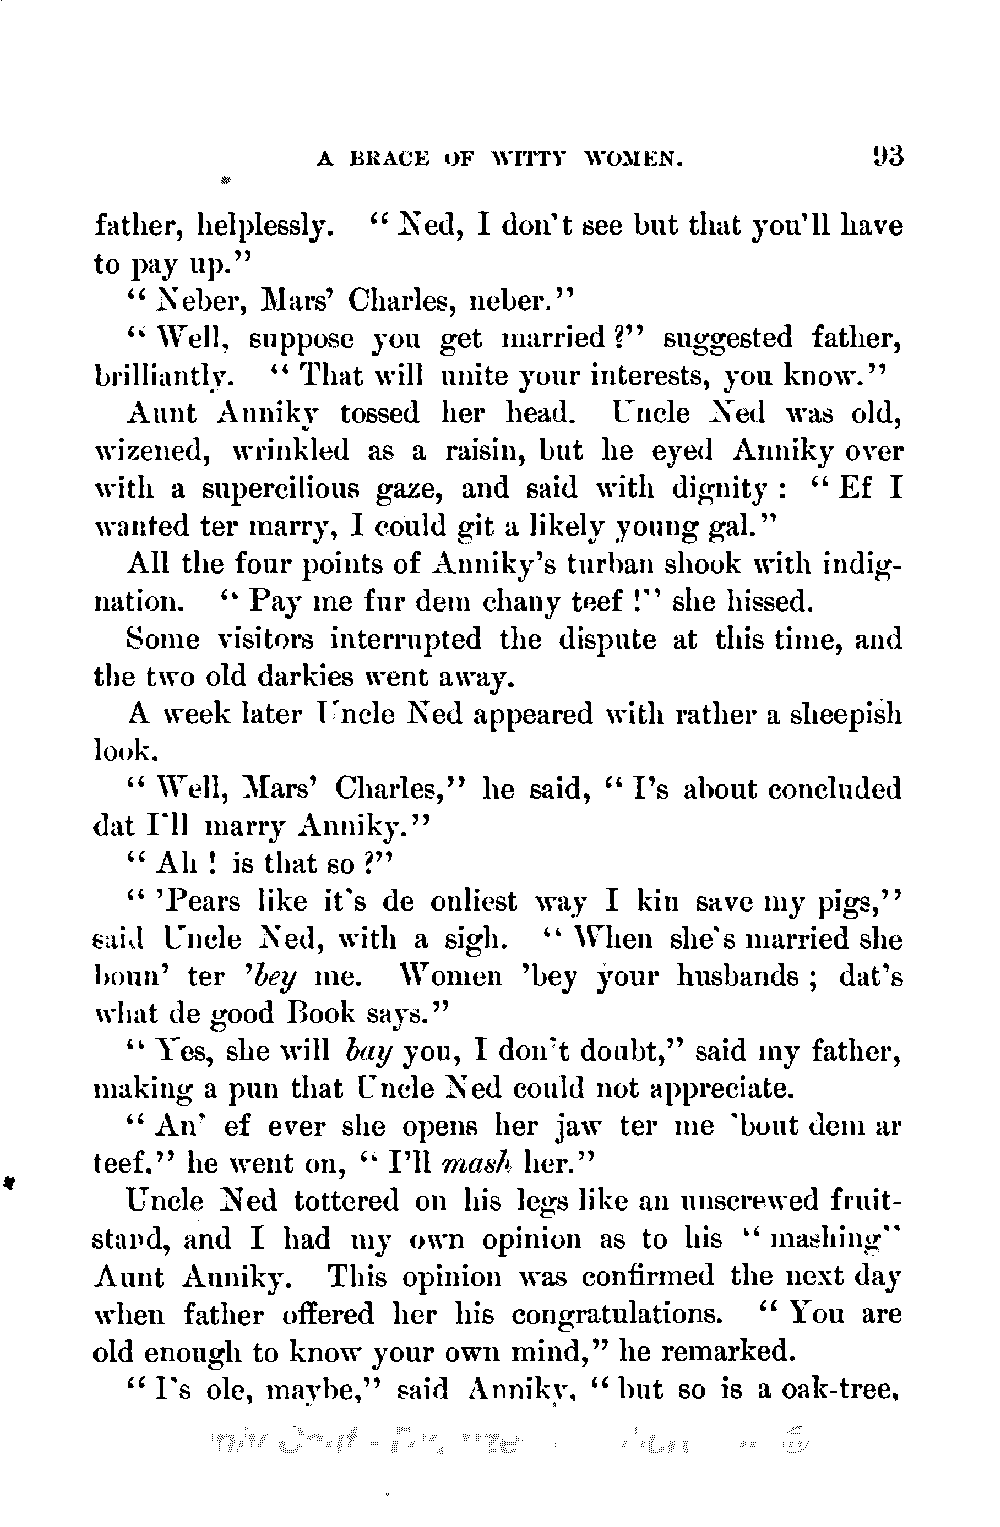 A BRACE OF WITTY WOMEN. 93
father, helplessly. “Ned, I don’t see but that you’ll have
to pay up.”
“Neber, Mars’ Charles, neber.”
“Well, suppose you get married?” suggested father,
brilliantly. “That will unite your interests, you know.”
Aunt Anniky tossed her head. Uncle Ned was old,
wizened, wrinkled as a raisin, but he eyed Anniky over
with a supercilious gaze, and said with dignity: “Ef I
wanted ter marry, I could git a likely young gal.”
All the four points of Anniky’s turban shook with indig-
nation. “Pay me fur dem chany teef!” she hissed.
Some visitors interrupted the dispute at this time, and
the two old darkies went away.
A week later Uncle Ned appeared with rather a sheepish
look.
“Well, Mars’ Charles,” he said, “I’s about concluded
dat I’ll marry Anniky.”
“Ah! is that so?”
“’Pears like it’s de onliest way I kin save my pigs,”
said Uncle Ned, with a sigh. “When she’s married she
boun’ ter ’bey me. Women ’bey your husbands; dat’s
what de good Book says.”
“Yes, she will bay you, I don’t doubt,” said my father,
making a pun that Uncle Ned could not appreciate.
“An’ ef ever she opens her jaw ter me ’bout dem ar
teef,” he went on, “I’ll mash her.”
Uncle Ned tottered on his legs like an unscrewed fruit-
stand, and I had my own opinion as to his “mashing”
Aunt Anniky. This opinion was confirmed the next day
when father offered her his congratulations. “You are
old enough to know your own mind,” he remarked.
“I’s ole, maybe,” said Anniky, “but so is a oak-tree,